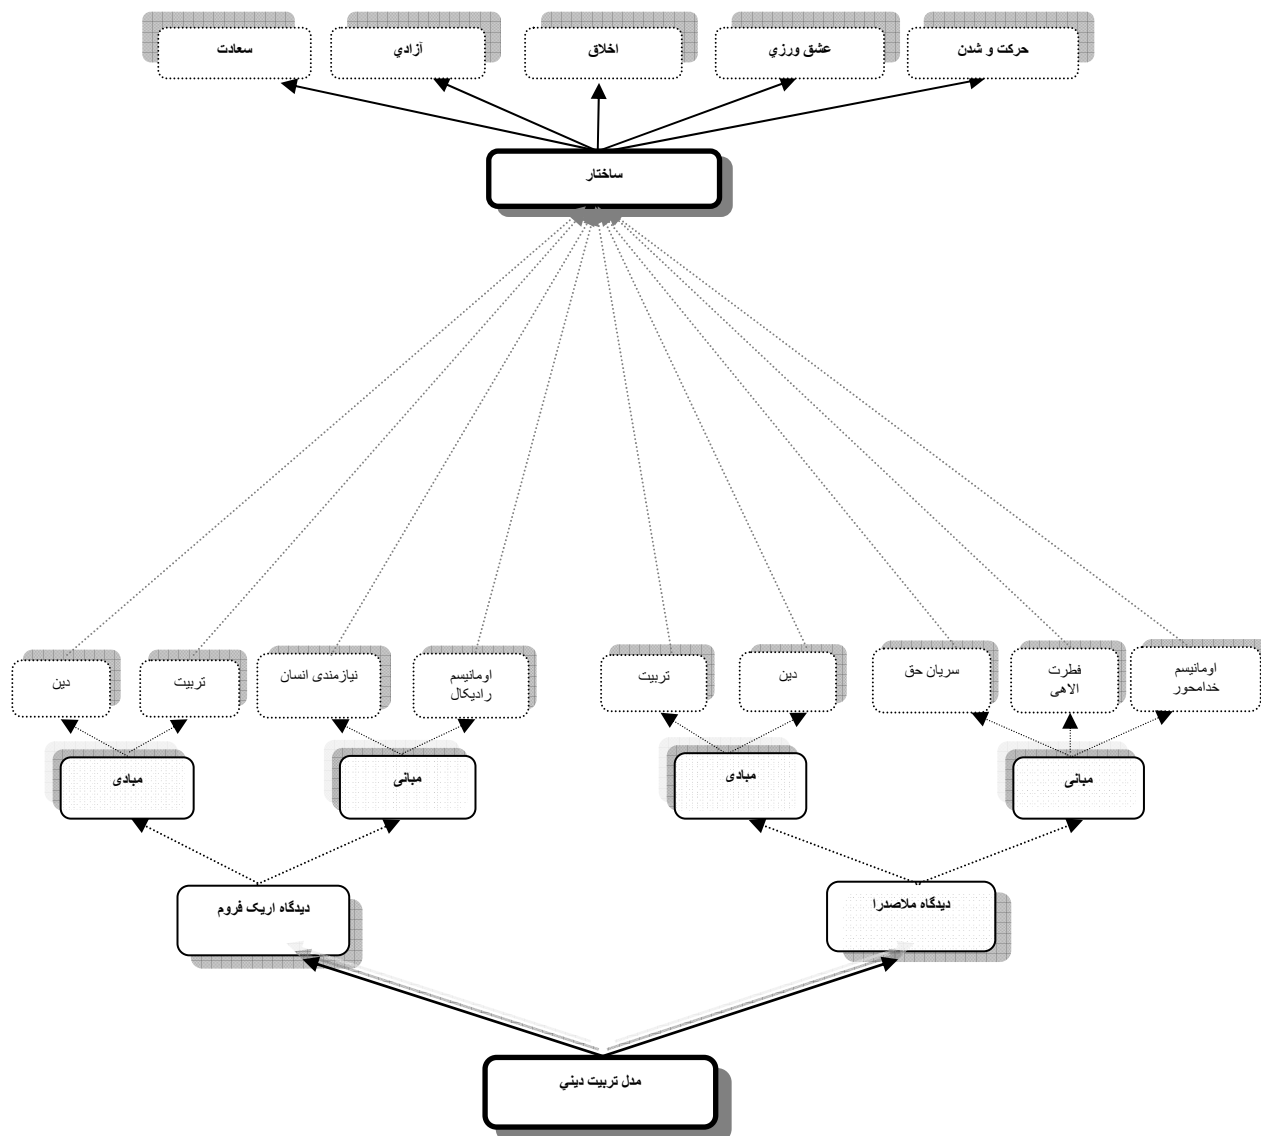 حركت و شدن
عشق ورزي
اخلاق
آزادي
سعادت
ساختار
اومانیسم
خدامحور
فطرت
الاهی
سریان حق
دین
تربیت
اومانیسم
رادیکال
نیازمندی انسان
تربیت
دین
مبانی
مبادی
مبانی
مبادی
دیدگاه ملاصدرا
دیدگاه اریک فروم
مدل تربيت ديني